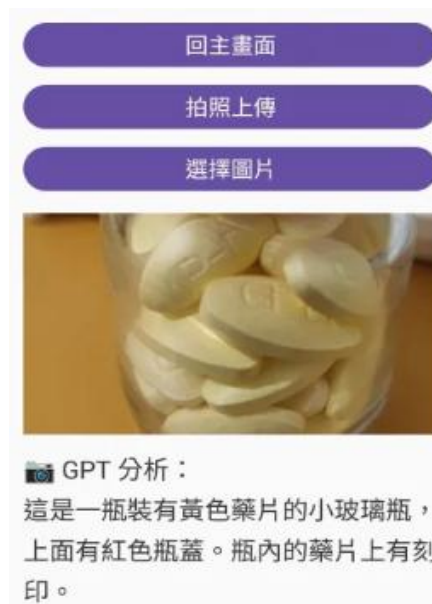 回主畫面
拍照上傳
選擇圖片
📷 GPT 分析：
這是一瓶裝有黃色藥片的小玻璃瓶，
上面有紅色瓶蓋。瓶內的藥片上有刻
印。